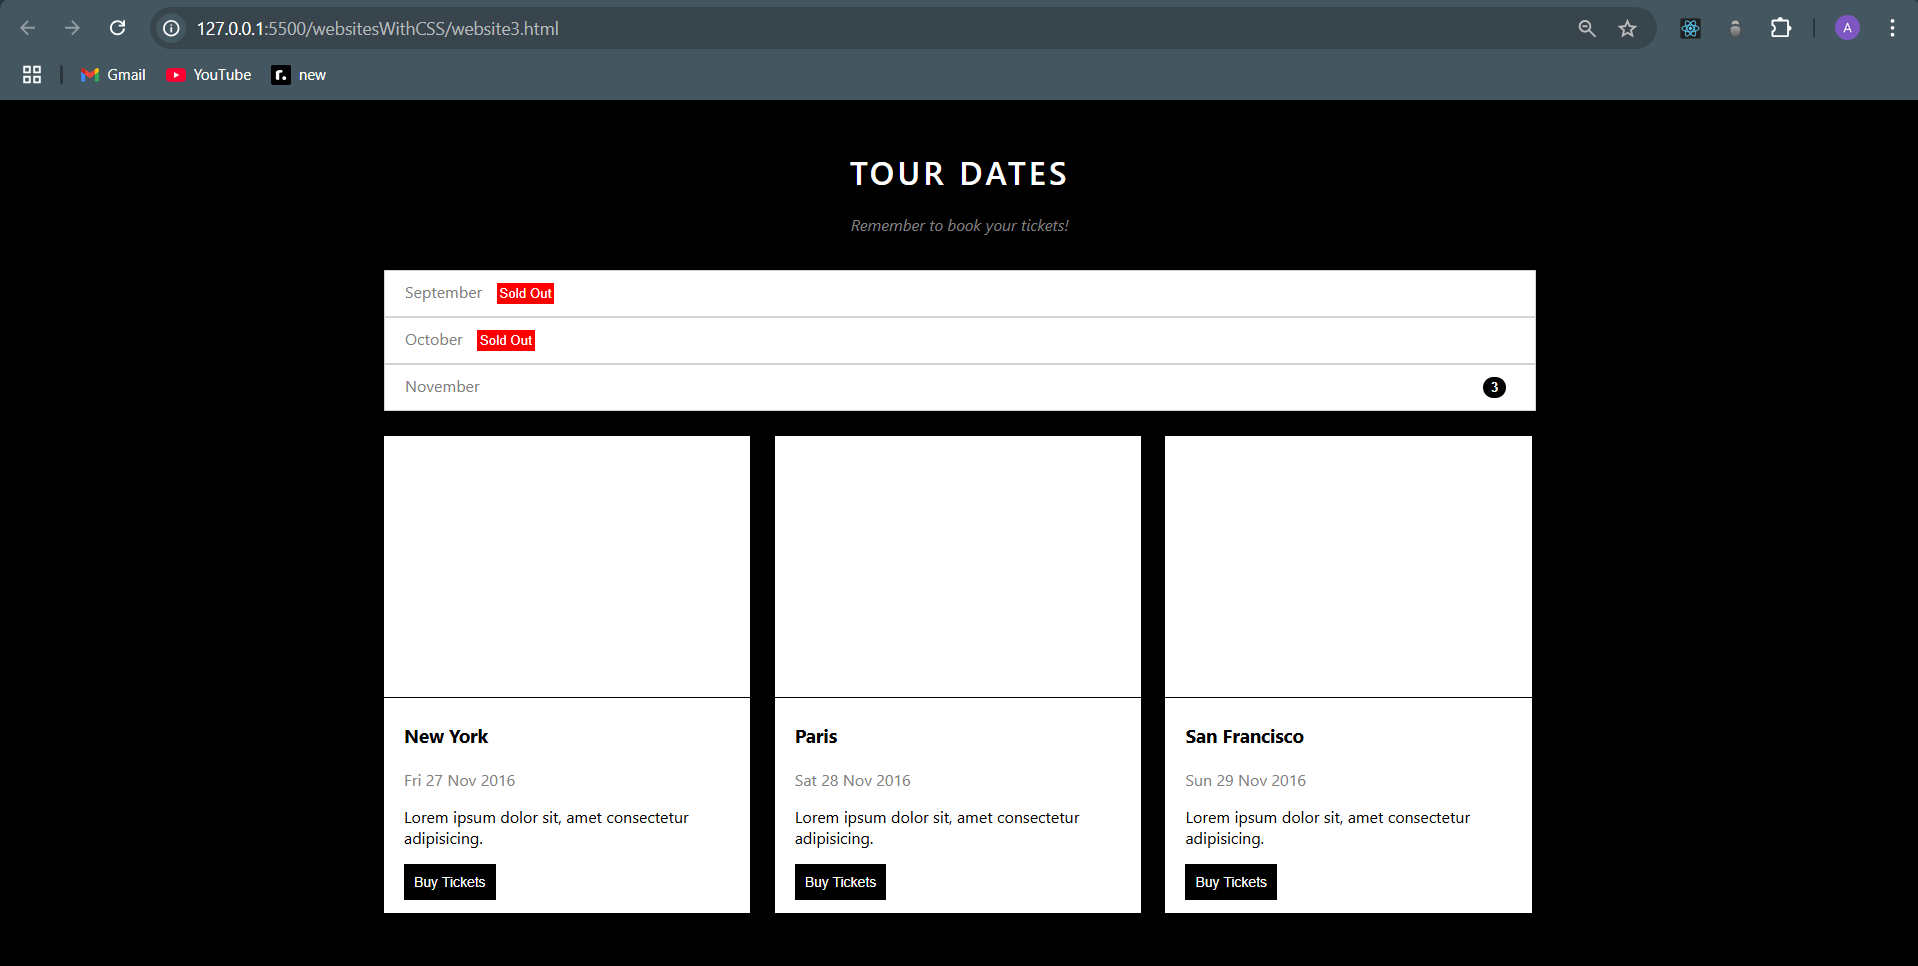 127.0.0.1:5500/websitesWithCSS/website3.html
A
Gmail YouTube new
TOUR DATES
Remember to book your tickets!
September Sold Out
October Sold Out
November 3
New York
Fri 27 Nov 2016
Lorem ipsum dolor sit, amet consectetur
adipisicing.
Buy Tickets
Paris
Sat 28 Nov 2016
Lorem ipsum dolor sit, amet consectetur
adipisicing.
Buy Tickets
San Francisco
Sun 29 Nov 2016
Lorem ipsum dolor sit, amet consectetur
adipisicing.
Buy Tickets